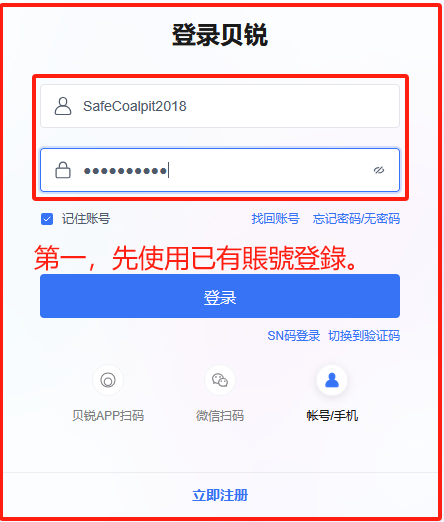 登录贝锐
SafeCoalpit2018
●●●●●●●●●●
记住账号 找回账号 忘记密码/无密码
第一，先使用已有賬號登錄。
登录
SN码登录 切换到验证码
贝锐APP扫码 微信扫码 帐号/手机
立即注册